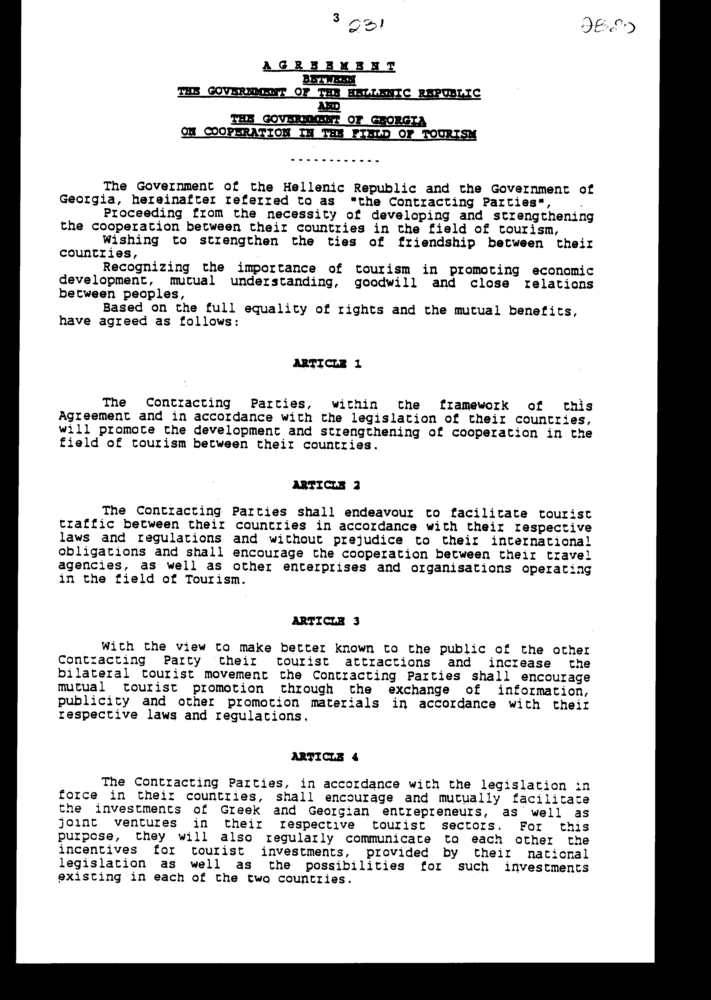 3 231
A G R E E M E N T
BETWEEN
THE GOVERNMENT OF THE HELLENIC REPUBLIC
AND
THE GOVERNMENT OF GEORGIA
ON COOPERATION IN THE FIELD OF TOURISM
- - - - - - - - - - - -
The Government of the Hellenic Republic and the Government of
Georgia, hereinafter referred to as "the Contracting Parties",
Proceeding from the necessity of developing and strengthening
the cooperation between their countries in the field of tourism,
Wishing to strengthen the ties of friendship between their
countries,
Recognizing the importance of tourism in promoting economic
development, mutual understanding, goodwill and close relations
between peoples,
Based on the full equality of rights and the mutual benefits,
have agreed as follows:
ARTICLE 1
The Contracting Parties, within the framework of this
Agreement and in accordance with the legislation of their countries,
will promote the development and strengthening of cooperation in the
field of tourism between their countries.
ARTICLE 2
The Contracting Parties shall endeavour to facilitate tourist
traffic between their countries in accordance with their respective
laws and regulations and without prejudice to their international
obligations and shall encourage the cooperation between their travel
agencies, as well as other enterprises and organisations operating
in the field of Tourism.
ARTICLE 3
With the view to make better known to the public of the other
Contracting Party their tourist attractions and increase the
bilateral tourist movement the Contracting Parties shall encourage
mutual tourist promotion through the exchange of information,
publicity and other promotion materials in accordance with their
respective laws and regulations.
ARTICLE 4
The Contracting Parties, in accordance with the legislation in
force in their countries, shall encourage and mutually facilitate
the investments of Greek and Georgian entrepreneurs, as well as
joint ventures in their respective tourist sectors. For this
purpose, they will also regularly communicate to each other the
incentives for tourist investments, provided by their national
legislation as well as the possibilities for such investments
existing in each of the two countries.